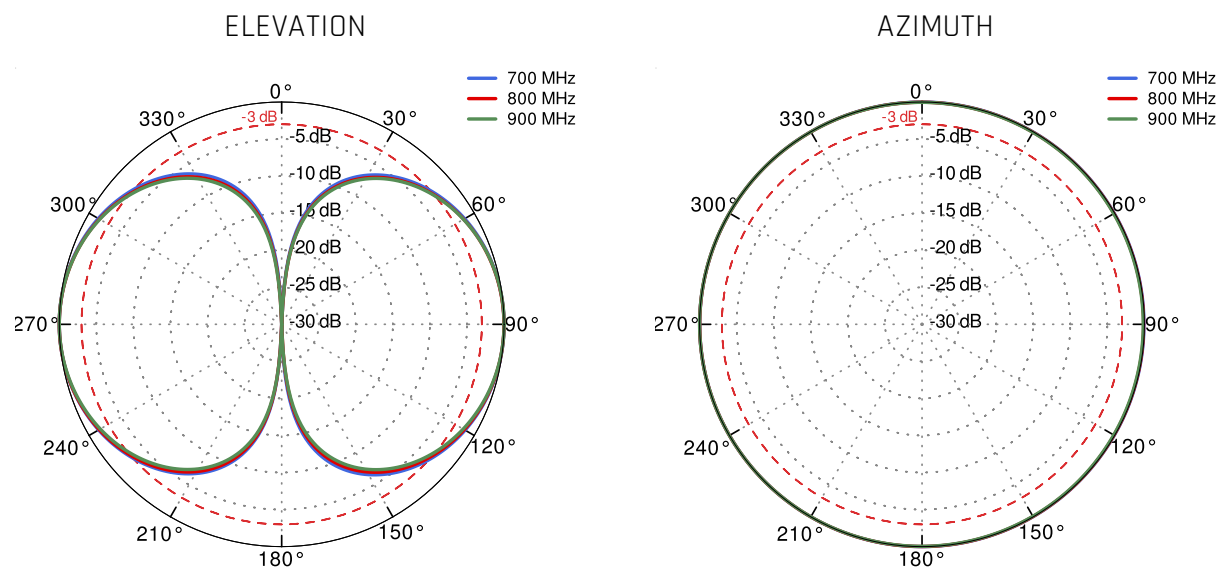 ELEVATION
700 MHz
800 MHz
900 MHz
0°
330°
-3 dB
30°
-5 dB
-10 dB
300°
60°
-15 dB
20 dB
-25 dB
270°
-30 dB
90°
240°
120°
210°
150°
180°
AZIMUTH
700 MHz
800 MHz
900 MHz
0°
330°
-3 dB
30°
-5 dB
-10 dB
300°
60°
-15 dB
-20 dB
-25 dB
270°
-30 dB
90°
240°
120°
210°
150°
180°